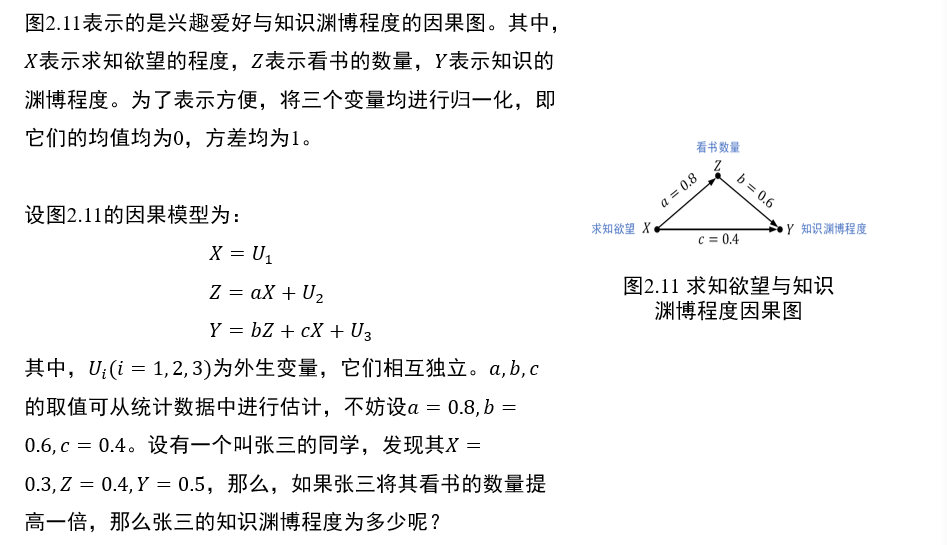 图2.11表示的是兴趣爱好与知识渊博程度的因果图。其中，
X表示求知欲望的程度，Z表示看书的数量，Y表示知识的
渊博程度。为了表示方便，将三个变量均进行归一化，即
它们的均值均为0，方差均为1。
设图2.11的因果模型为：
X = U₁
Z = aX + U₂
Y = bZ + cX + U₃
其中，Uᵢ(i = 1, 2, 3)为外生变量，它们相互独立。a, b, c
的取值可从统计数据中进行估计，不妨设a = 0.8, b =
0.6, c = 0.4。设有一个叫张三的同学，发现其X =
0.3, Z = 0.4, Y = 0.5，那么，如果张三将其看书的数量提
高一倍，那么张三的知识渊博程度为多少呢？
看书数量
Z
a = 0.8
b = 0.6
求知欲望 X
Y 知识渊博程度
c = 0.4
图2.11 求知欲望与知识
渊博程度因果图